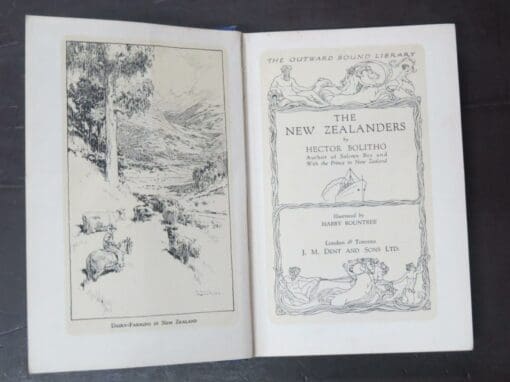 Dairy-Farming in New Zealand
THE OUTWARD BOUND LIBRARY
THE
NEW ZEALANDERS
by
HECTOR BOLITHO
Author of Solemn Boy and
With the Prince in New Zealand
Illustrated by
HARRY ROUNTREE
London & Toronto
J. M. DENT AND SONS LTD.